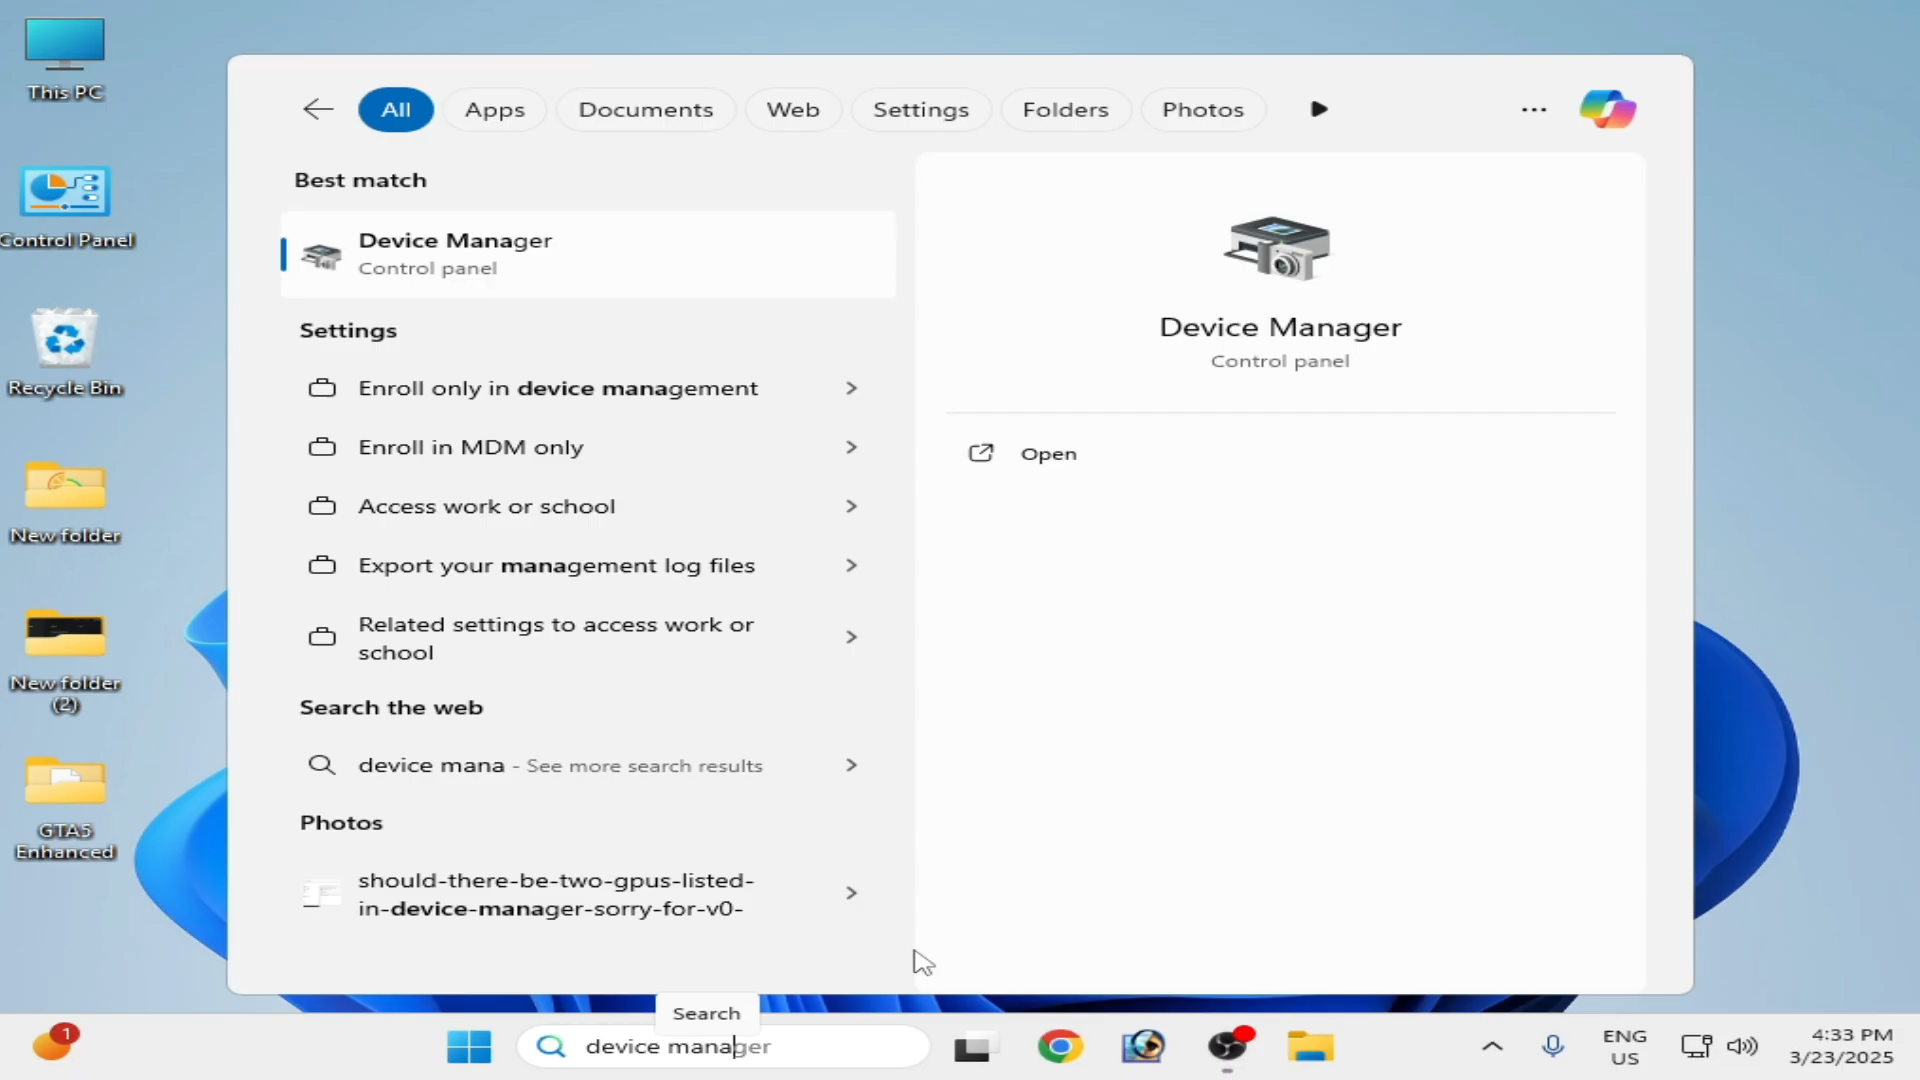 This PC
Control Panel
Recycle Bin
New folder
New folder
(2)
GTA5
Enhanced
All
Apps
Documents
Web
Settings
Folders
Photos
Best match
Device Manager
Control panel
Settings
Enroll only in device management
Enroll in MDM only
Access work or school
Export your management log files
Related settings to access work or
school
Search the web
device mana - See more search results
Photos
should-there-be-two-gpus-listed-
in-device-manager-sorry-for-v0-
Device Manager
Control panel
Open
Search
1
device manager
ENG
US
4:33 PM
3/23/2025